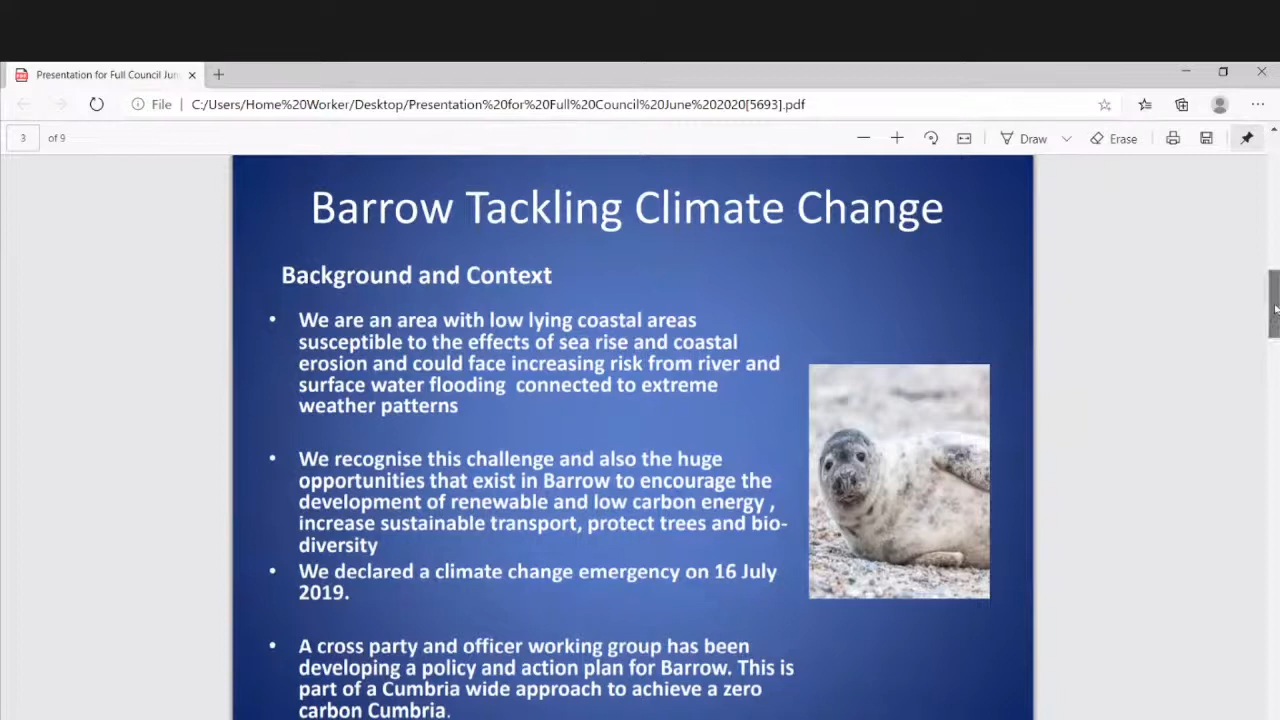 Presentation for Full Council Jun
File
C:/Users/Home%20Worker/Desktop/Presentation%20for%20Full%20Council%20June%202020[5693].pdf
3 of 9
Draw
Erase
Barrow Tackling Climate Change
Background and Context
• We are an area with low lying coastal areas
susceptible to the effects of sea rise and coastal
erosion and could face increasing risk from river and
surface water flooding connected to extreme
weather patterns
• We recognise this challenge and also the huge
opportunities that exist in Barrow to encourage the
development of renewable and low carbon energy ,
increase sustainable transport, protect trees and bio-
diversity
• We declared a climate change emergency on 16 July
2019.
• A cross party and officer working group has been
developing a policy and action plan for Barrow. This is
part of a Cumbria wide approach to achieve a zero
carbon Cumbria.